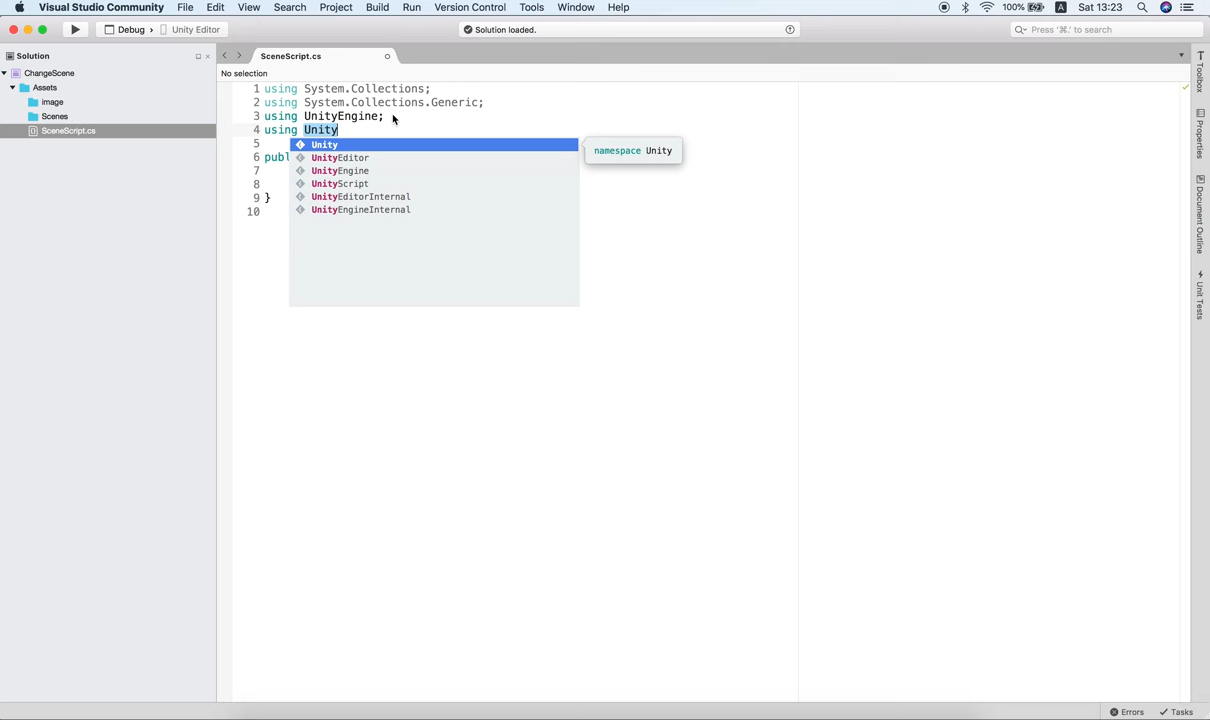 Visual Studio Community File Edit View Search Project Build Run Version Control Tools Window Help 100% A Sat 13:23
Debug › Unity Editor Solution loaded. Press '⌘.' to search
Solution
SceneScript.cs
ChangeScene
No selection
Assets
image
Scenes
SceneScript.cs
1 using System.Collections;
2 using System.Collections.Generic;
3 using UnityEngine;
4 using Unity
5
6 publ
7
8
9 }
10
Unity
UnityEditor
UnityEngine
UnityScript
UnityEditorInternal
UnityEngineInternal
namespace Unity
Toolbox
Properties
Document Outline
Unit Tests
Errors Tasks